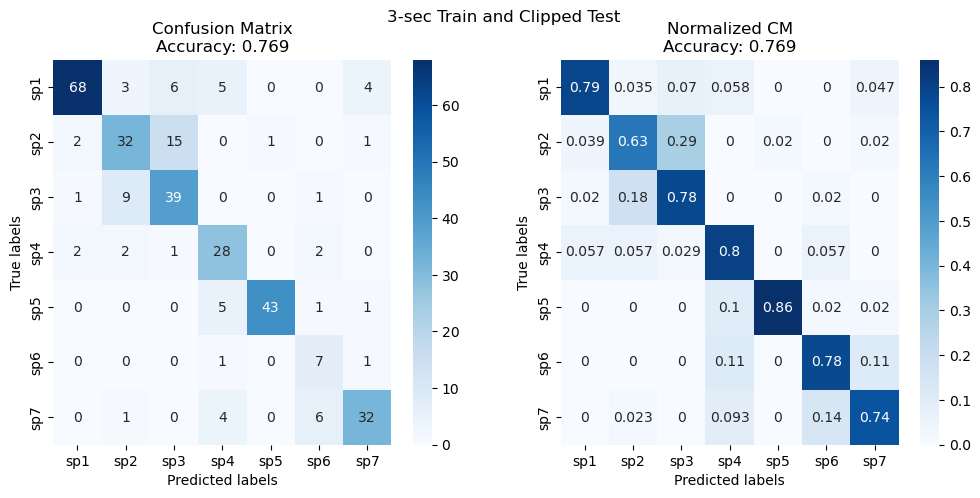 3-sec Train and Clipped Test
Confusion Matrix
Accuracy: 0.769
True labels
sp1 68 3 6 5 0 0 4
sp2 2 32 15 0 1 0 1
sp3 1 9 39 0 0 1 0
sp4 2 2 1 28 0 2 0
sp5 0 0 0 5 43 1 1
sp6 0 0 0 1 0 7 1
sp7 0 1 0 4 0 6 32
sp1 sp2 sp3 sp4 sp5 sp6 sp7
Predicted labels
60
50
40
30
20
10
0
Normalized CM
Accuracy: 0.769
True labels
sp1 0.79 0.035 0.07 0.058 0 0 0.047
sp2 0.039 0.63 0.29 0 0.02 0 0.02
sp3 0.02 0.18 0.78 0 0 0.02 0
sp4 0.057 0.057 0.029 0.8 0 0.057 0
sp5 0 0 0 0.1 0.86 0.02 0.02
sp6 0 0 0 0.11 0 0.78 0.11
sp7 0 0.023 0 0.093 0 0.14 0.74
sp1 sp2 sp3 sp4 sp5 sp6 sp7
Predicted labels
0.8
0.7
0.6
0.5
0.4
0.3
0.2
0.1
0.0